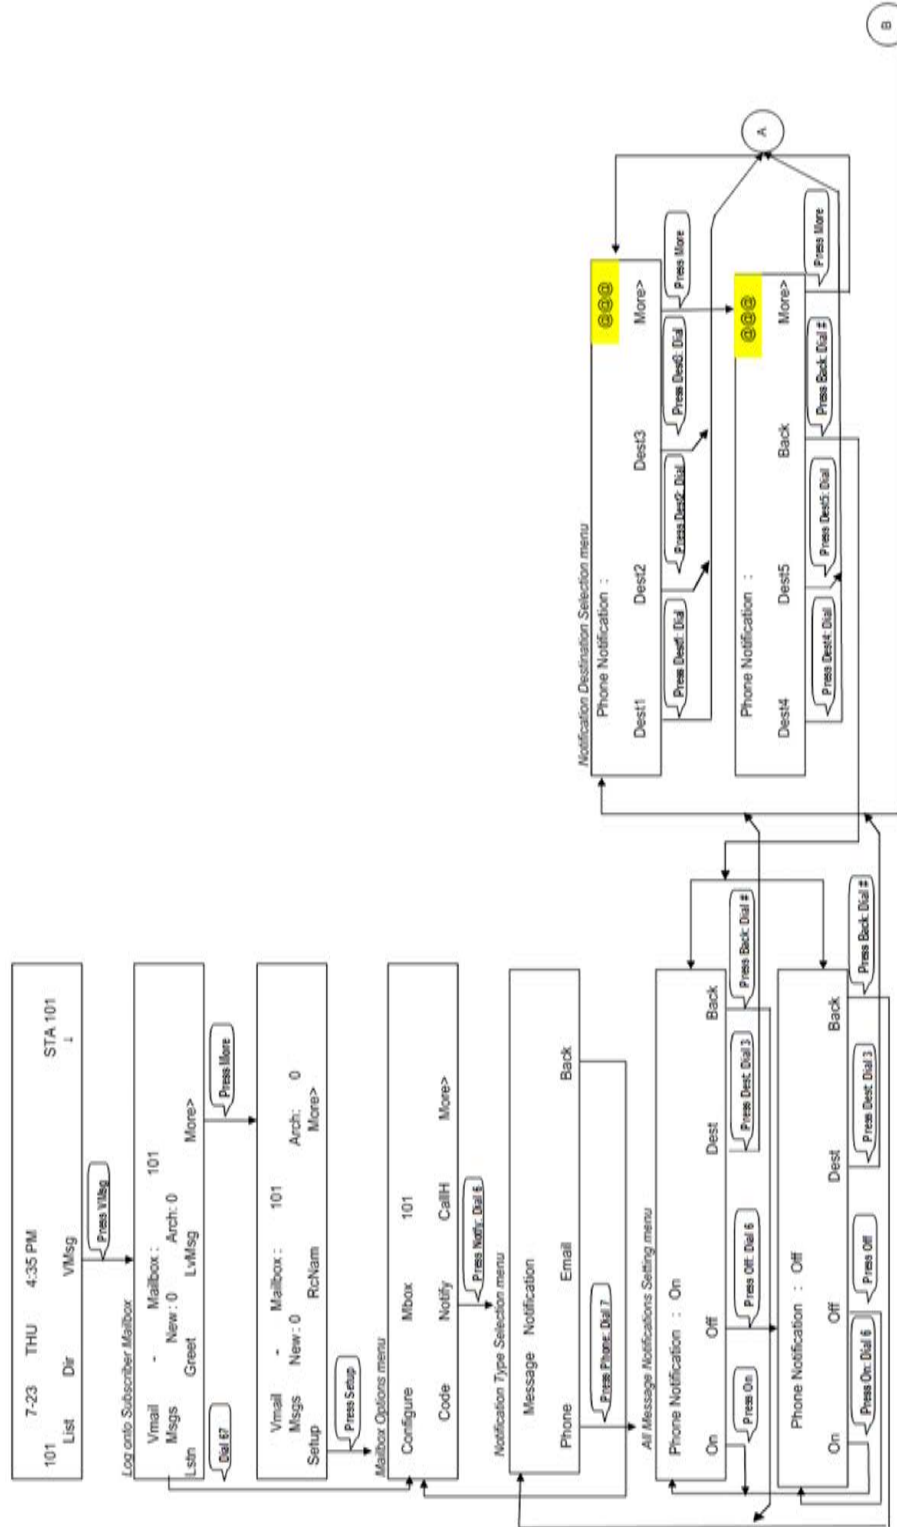 101 7-23 THU 4:35 PM STA 101
List Dir VMsg ↓
Press VMsg
Log onto Subscriber Mailbox
Vmail - Mailbox : 101
Msgs New : 0 Arch: 0
Lstn Greet LvMsg More>
Dial 67
Press More
Vmail - Mailbox : 101
Msgs New : 0 Arch: 0
Setup RcNam More>
Press Setup
Mailbox Options menu
Configure Mbox 101
Code Notify CallH More>
Press Notify: Dial 6
Notification Type Selection menu
Message Notification
Phone Email Back
Press Phone: Dial 7
All Message Notifications Setting menu
Phone Notification : On
On Off Dest Back
Press On
Press Off: Dial 6
Press Dest: Dial 3
Press Back: Dial #
Phone Notification : Off
On Off Dest Back
Press On: Dial 6
Press Off
Press Dest: Dial 3
Press Back: Dial #
Notification Destination Selection menu
Phone Notification : @@@
Dest1 Dest2 Dest3 More>
Press Dest1: Dial
Press Dest2: Dial
Press Dest3: Dial
Press More
Phone Notification : @@@
Dest4 Dest5 Back More>
Press Dest4: Dial
Press Dest5: Dial
Press Back: Dial #
Press More
A
B